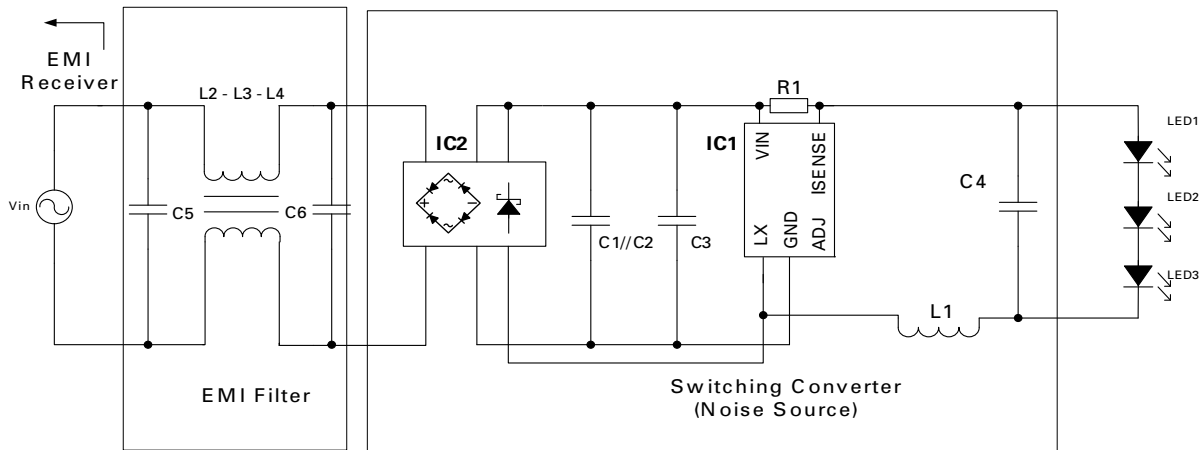 EMI
Receiver
L2 - L3 - L4
R1
LED1
IC2
IC1
VIN
ISENSE
C4
LED2
Vin
C5
C6
C1//C2
C3
LX
GND
ADJ
LED3
L1
EMI Filter
Switching Converter
(Noise Source)